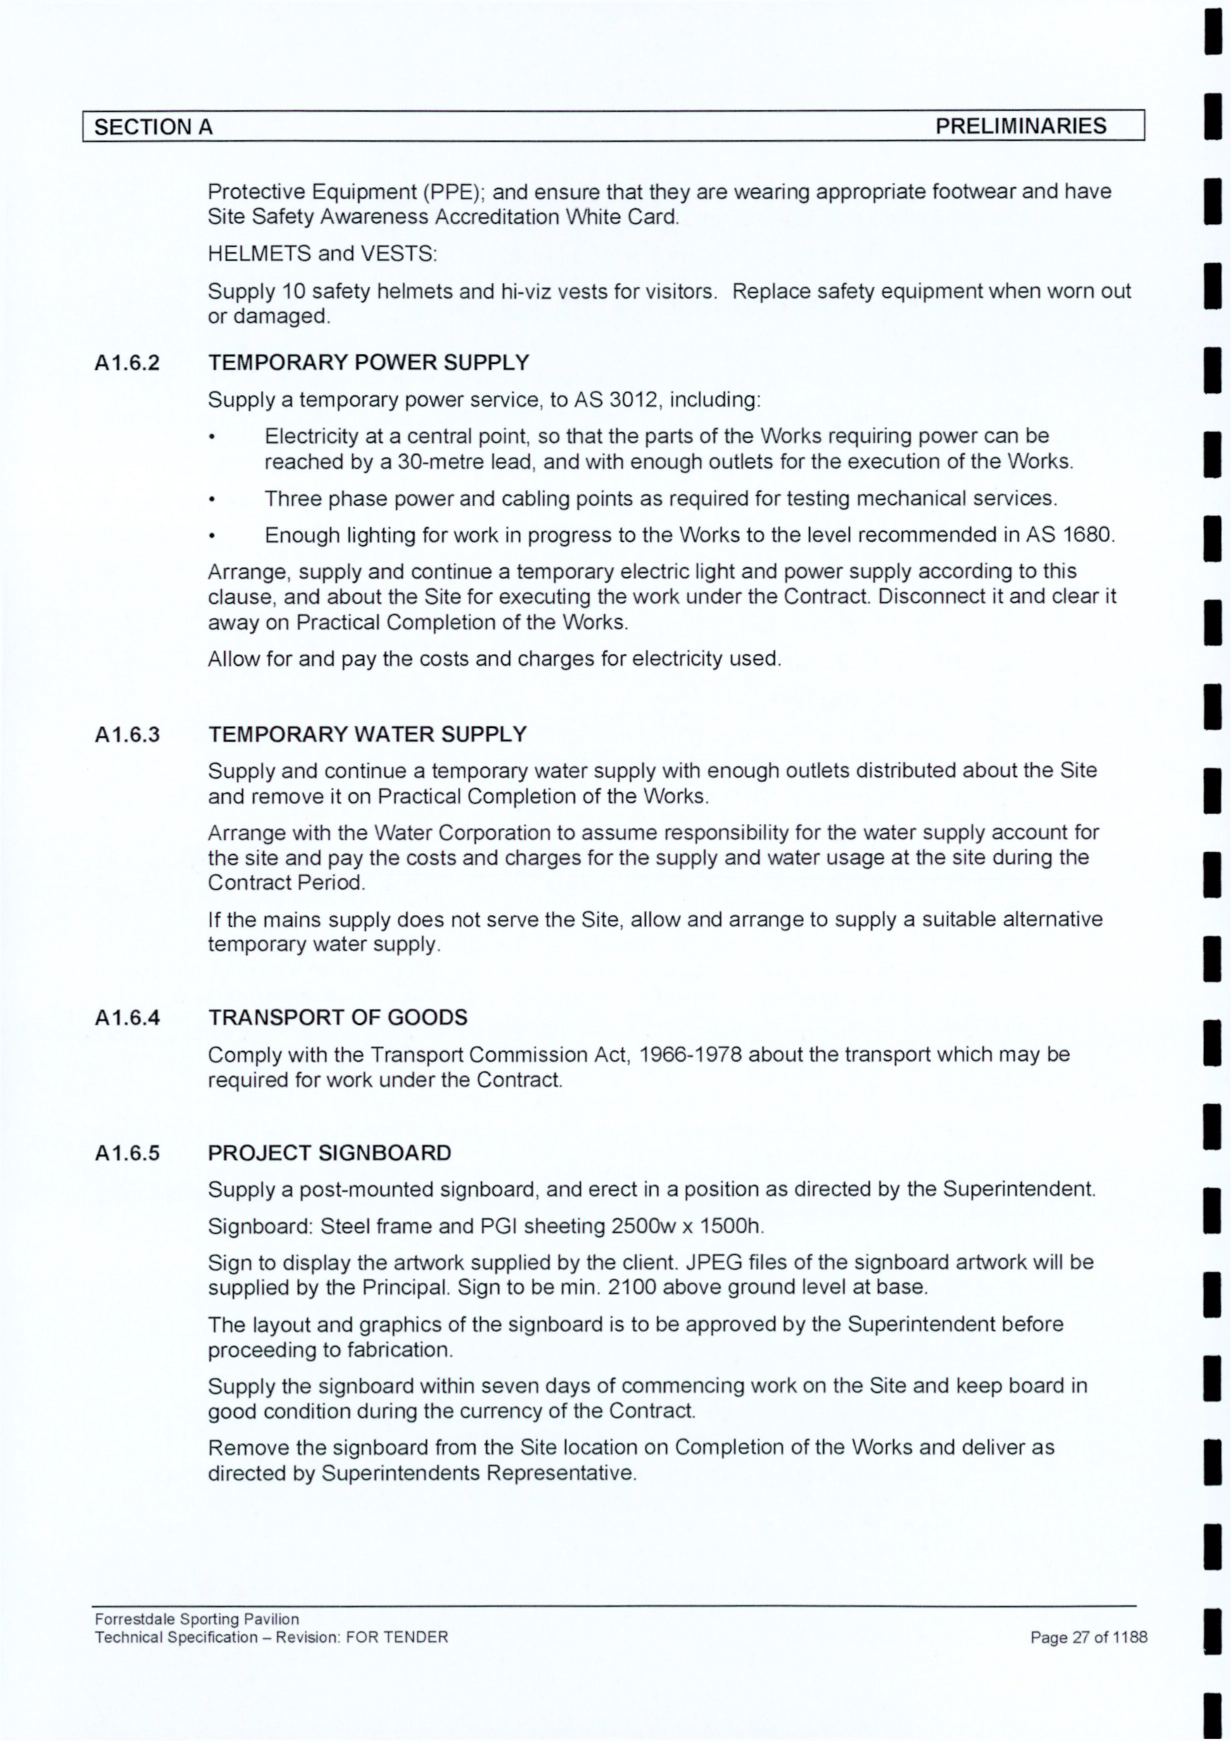 SECTION A PRELIMINARIES
Protective Equipment (PPE); and ensure that they are wearing appropriate footwear and have
Site Safety Awareness Accreditation White Card.
HELMETS and VESTS:
Supply 10 safety helmets and hi-viz vests for visitors. Replace safety equipment when worn out
or damaged.
A1.6.2 TEMPORARY POWER SUPPLY
Supply a temporary power service, to AS 3012, including:
• Electricity at a central point, so that the parts of the Works requiring power can be
reached by a 30-metre lead, and with enough outlets for the execution of the Works.
• Three phase power and cabling points as required for testing mechanical services.
• Enough lighting for work in progress to the Works to the level recommended in AS 1680.
Arrange, supply and continue a temporary electric light and power supply according to this
clause, and about the Site for executing the work under the Contract. Disconnect it and clear it
away on Practical Completion of the Works.
Allow for and pay the costs and charges for electricity used.
A1.6.3 TEMPORARY WATER SUPPLY
Supply and continue a temporary water supply with enough outlets distributed about the Site
and remove it on Practical Completion of the Works.
Arrange with the Water Corporation to assume responsibility for the water supply account for
the site and pay the costs and charges for the supply and water usage at the site during the
Contract Period.
If the mains supply does not serve the Site, allow and arrange to supply a suitable alternative
temporary water supply.
A1.6.4 TRANSPORT OF GOODS
Comply with the Transport Commission Act, 1966-1978 about the transport which may be
required for work under the Contract.
A1.6.5 PROJECT SIGNBOARD
Supply a post-mounted signboard, and erect in a position as directed by the Superintendent.
Signboard: Steel frame and PGI sheeting 2500w x 1500h.
Sign to display the artwork supplied by the client. JPEG files of the signboard artwork will be
supplied by the Principal. Sign to be min. 2100 above ground level at base.
The layout and graphics of the signboard is to be approved by the Superintendent before
proceeding to fabrication.
Supply the signboard within seven days of commencing work on the Site and keep board in
good condition during the currency of the Contract.
Remove the signboard from the Site location on Completion of the Works and deliver as
directed by Superintendents Representative.
Forrestdale Sporting Pavilion
Technical Specification – Revision: FOR TENDER Page 27 of 1188